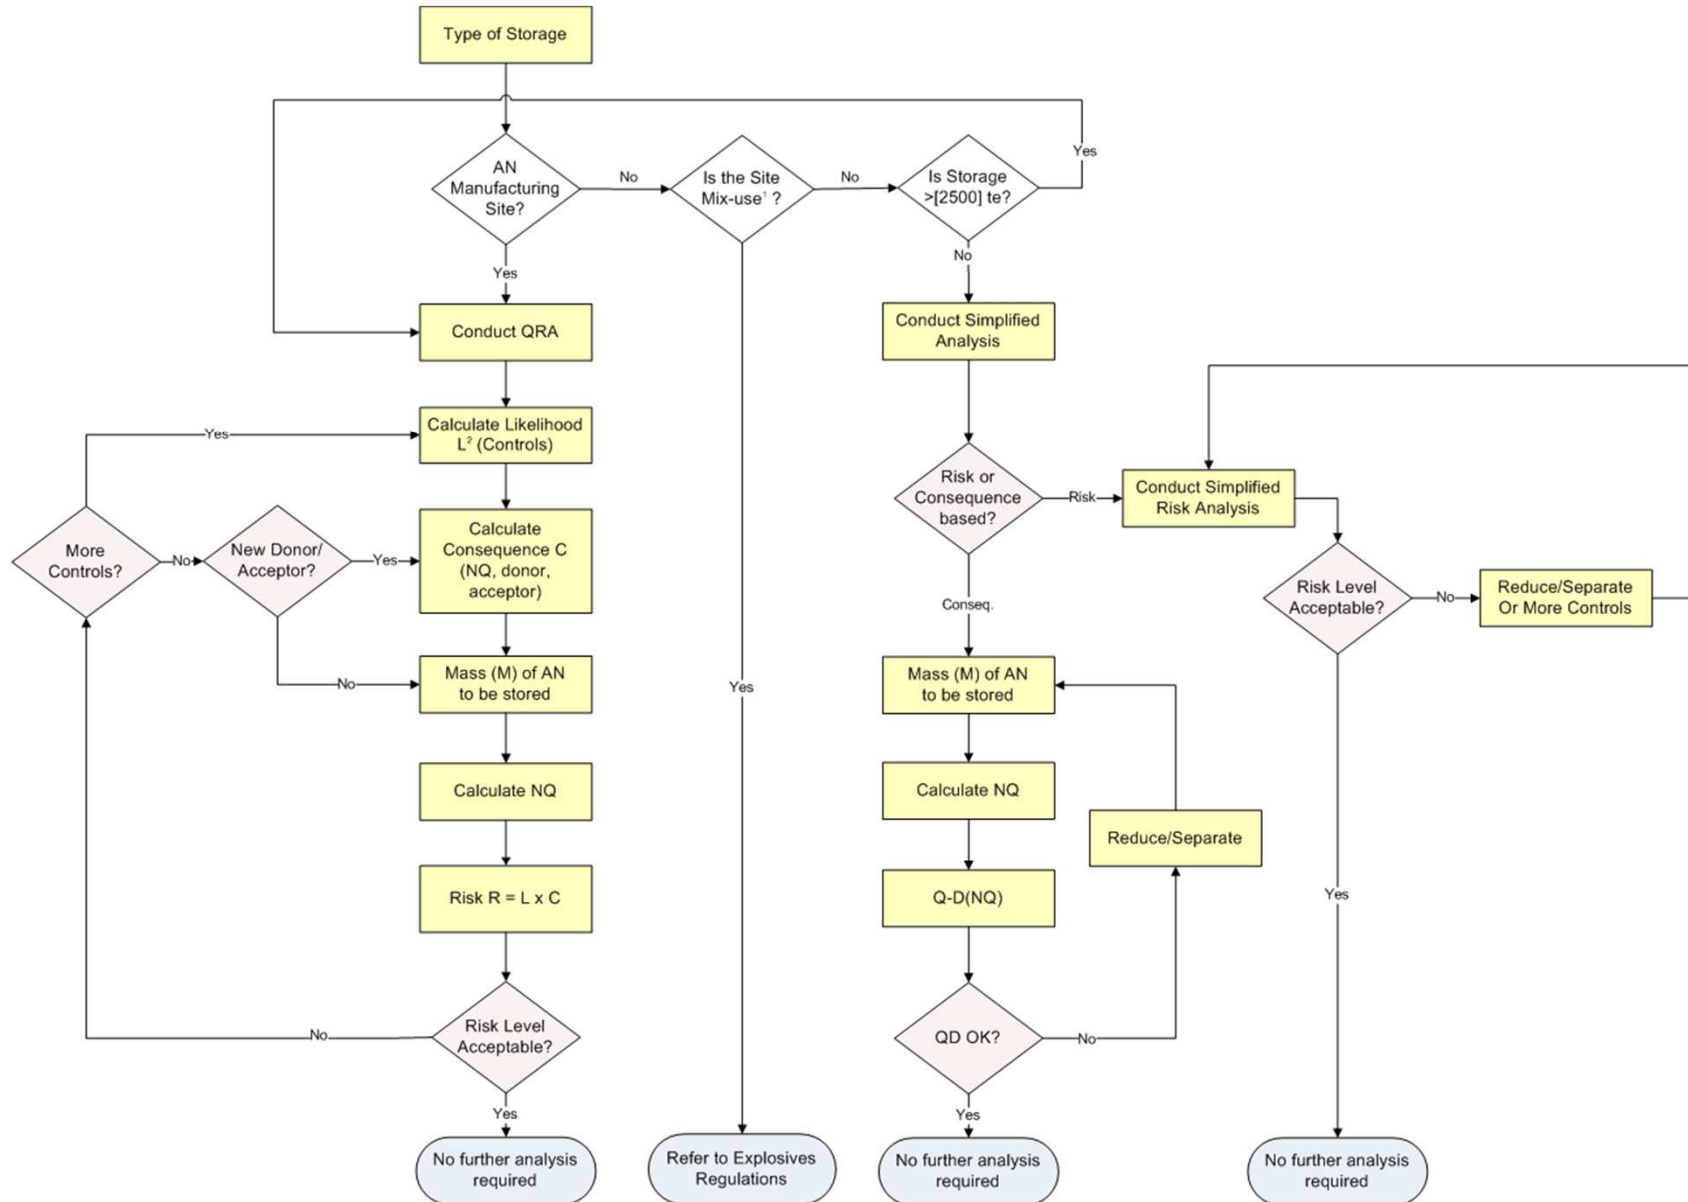 Type of Storage
Yes
AN
Manufacturing
Site?
No
Is the Site
Mix-use¹ ?
No
Is Storage
>[2500] te?
Yes
No
Conduct QRA
Conduct Simplified
Analysis
Yes
Calculate Likelihood
L² (Controls)
Risk or
Consequence
based?
Risk
Conduct Simplified
Risk Analysis
More
Controls?
No
New Donor/
Acceptor?
Yes
Calculate
Consequence C
(NQ, donor,
acceptor)
Conseq.
Risk Level
Acceptable?
No
Reduce/Separate
Or More Controls
No
Mass (M) of AN
to be stored
Yes
Mass (M) of AN
to be stored
Calculate NQ
Calculate NQ
Reduce/Separate
Risk R = L x C
Q-D(NQ)
Yes
No
Risk Level
Acceptable?
QD OK?
No
Yes
Yes
No further analysis
required
Refer to Explosives
Regulations
No further analysis
required
No further analysis
required